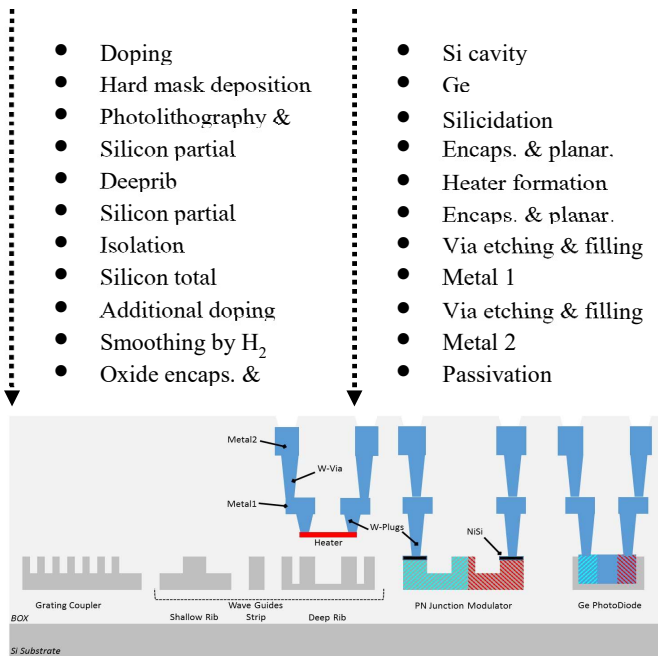 Doping
Hard mask deposition
Photolithography &
Silicon partial
Deeprib
Silicon partial
Isolation
Silicon total
Additional doping
Smoothing by H2
Oxide encaps. &
Si cavity
Ge
Silicidation
Encaps. & planar.
Heater formation
Encaps. & planar.
Via etching & filling
Metal 1
Via etching & filling
Metal 2
Passivation
Metal2
W-Via
Metal1
W-Plugs
NiSi
Heater
Grating Coupler
Wave Guides
PN Junction Modulator
Ge PhotoDiode
Shallow Rib
Strip
Deep Rib
BOX
Si Substrate